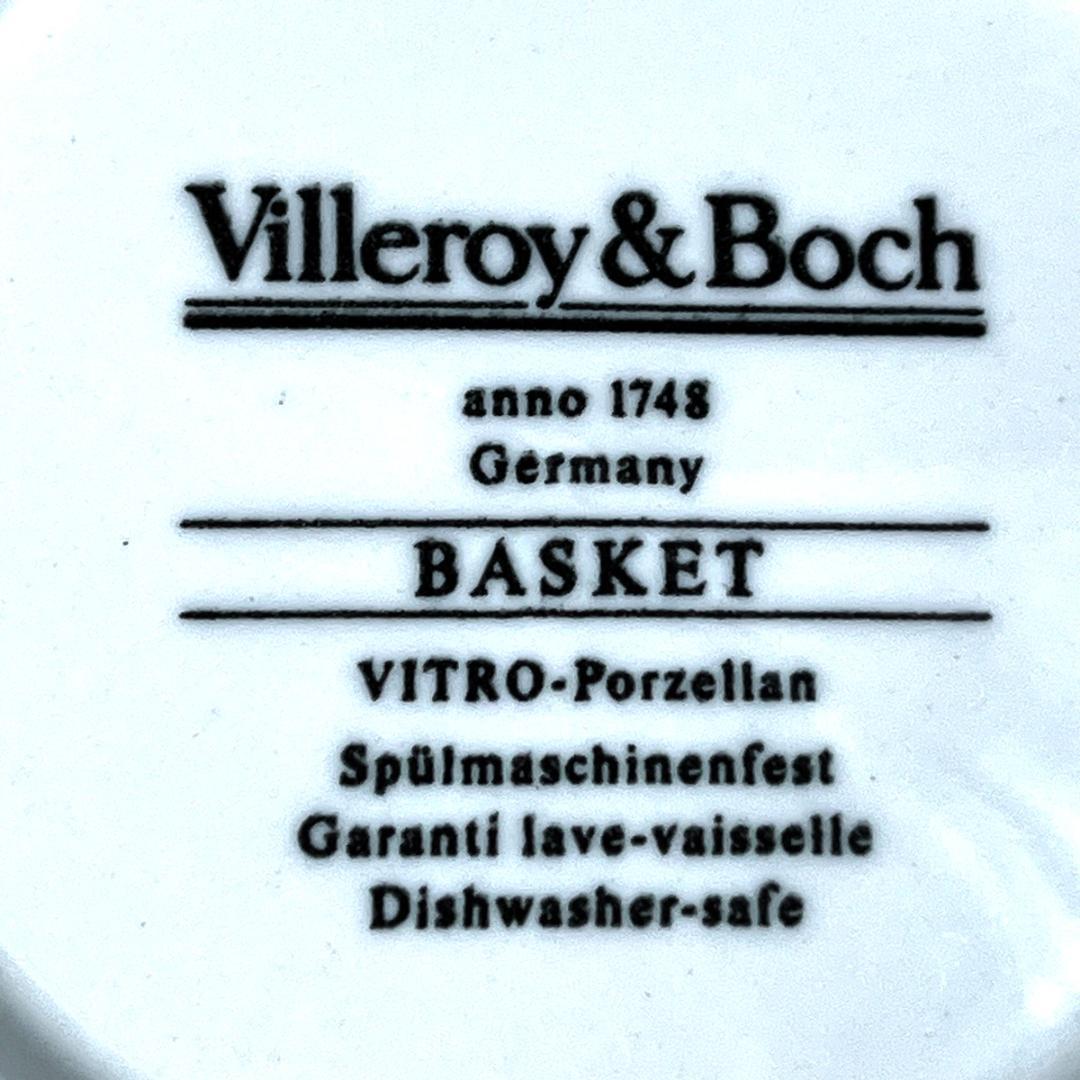 Villeroy & Boch
anno 1748
Germany
BASKET
VITRO-Porzellan
Spülmaschinenfest
Garanti lave-vaisselle
Dishwasher-safe